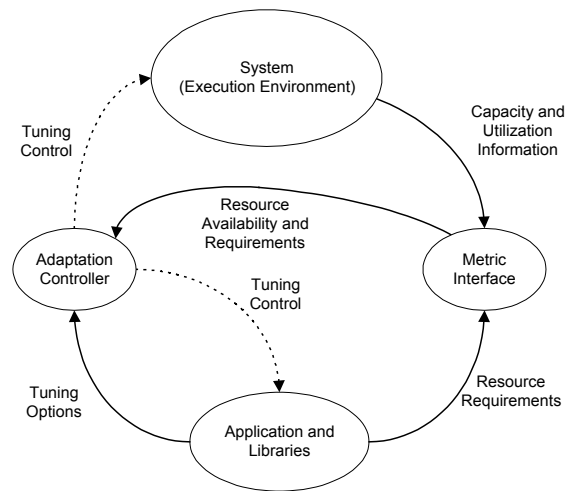 System
(Execution Environment)
Capacity and
Utilization
Information
Tuning
Control
Resource
Availability and
Requirements
Adaptation
Controller
Metric
Interface
Tuning
Control
Tuning
Options
Resource
Requirements
Application and
Libraries